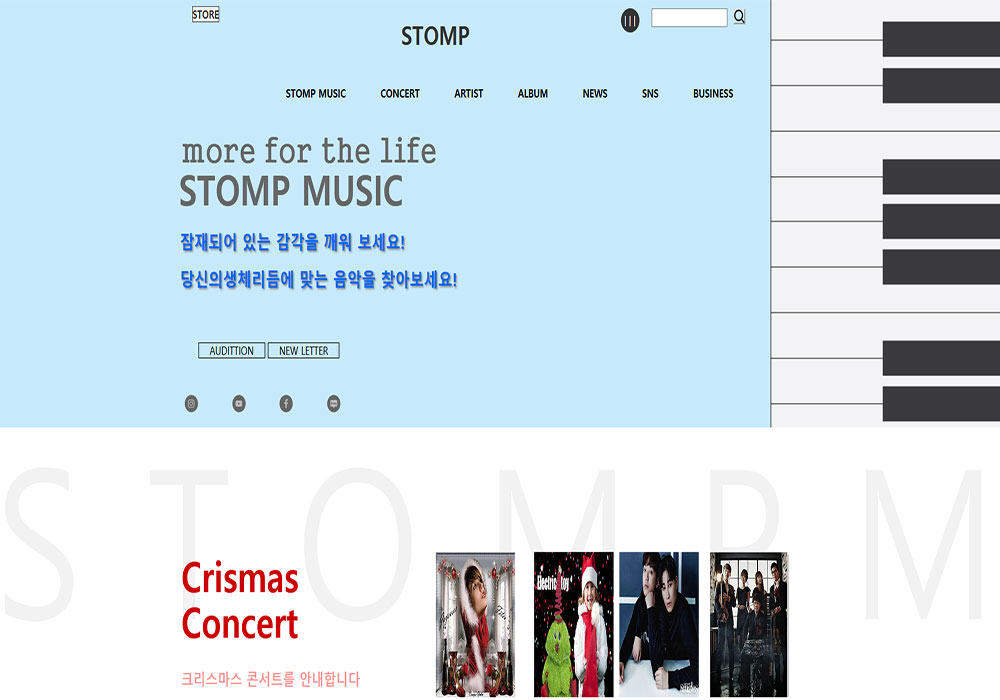 STORE
STOMP
STOMP MUSIC CONCERT ARTIST ALBUM NEWS SNS BUSINESS
more for the life
STOMP MUSIC
잠재되어 있는 감각을 깨워 보세요!
당신의생체리듬에 맞는 음악을 찾아보세요!
AUDITTION NEW LETTER
STOMPM
Crismas
Concert
크리스마스 콘서트를 안내합니다